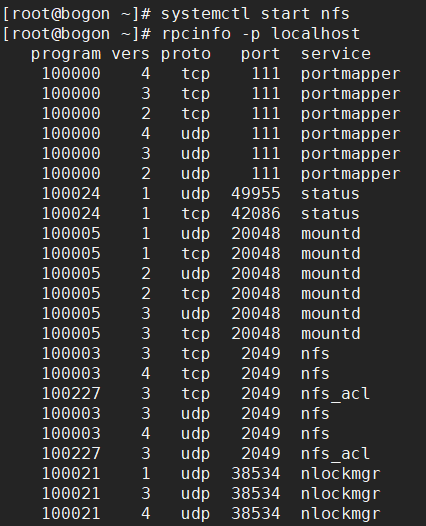 [root@bogon ~]# systemctl start nfs
[root@bogon ~]# rpcinfo -p localhost
   program vers proto   port  service
    100000    4   tcp    111  portmapper
    100000    3   tcp    111  portmapper
    100000    2   tcp    111  portmapper
    100000    4   udp    111  portmapper
    100000    3   udp    111  portmapper
    100000    2   udp    111  portmapper
    100024    1   udp  49955  status
    100024    1   tcp  42086  status
    100005    1   udp  20048  mountd
    100005    1   tcp  20048  mountd
    100005    2   udp  20048  mountd
    100005    2   tcp  20048  mountd
    100005    3   udp  20048  mountd
    100005    3   tcp  20048  mountd
    100003    3   tcp   2049  nfs
    100003    4   tcp   2049  nfs
    100227    3   tcp   2049  nfs_acl
    100003    3   udp   2049  nfs
    100003    4   udp   2049  nfs
    100227    3   udp   2049  nfs_acl
    100021    1   udp  38534  nlockmgr
    100021    3   udp  38534  nlockmgr
    100021    4   udp  38534  nlockmgr